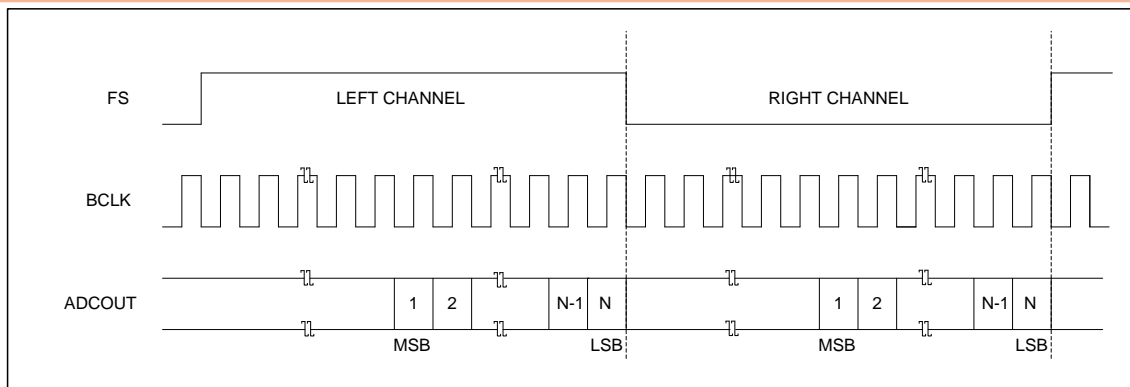 FS
LEFT CHANNEL
RIGHT CHANNEL
BCLK
ADCOUT
1
2
N-1
N
1
2
N-1
N
MSB
LSB
MSB
LSB